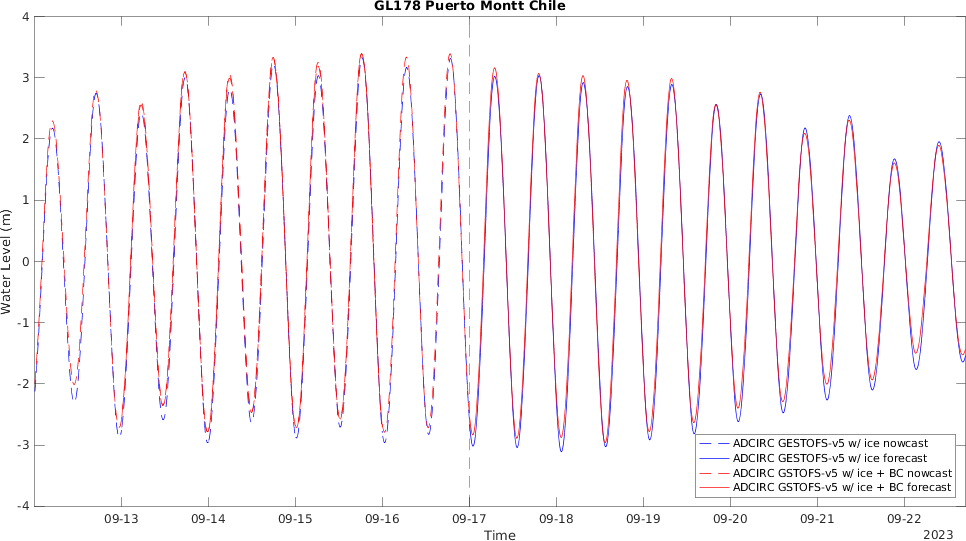 GL178 Puerto Montt Chile
4
3
2
1
0
-1
-2
-3
-4
Water Level (m)
09-13 09-14 09-15 09-16 09-17 09-18 09-19 09-20 09-21 09-22
Time
2023
ADCIRC GESTOFS-v5 w/ ice nowcast
ADCIRC GESTOFS-v5 w/ ice forecast
ADCIRC GSTOFS-v5 w/ ice + BC nowcast
ADCIRC GSTOFS-v5 w/ ice + BC forecast